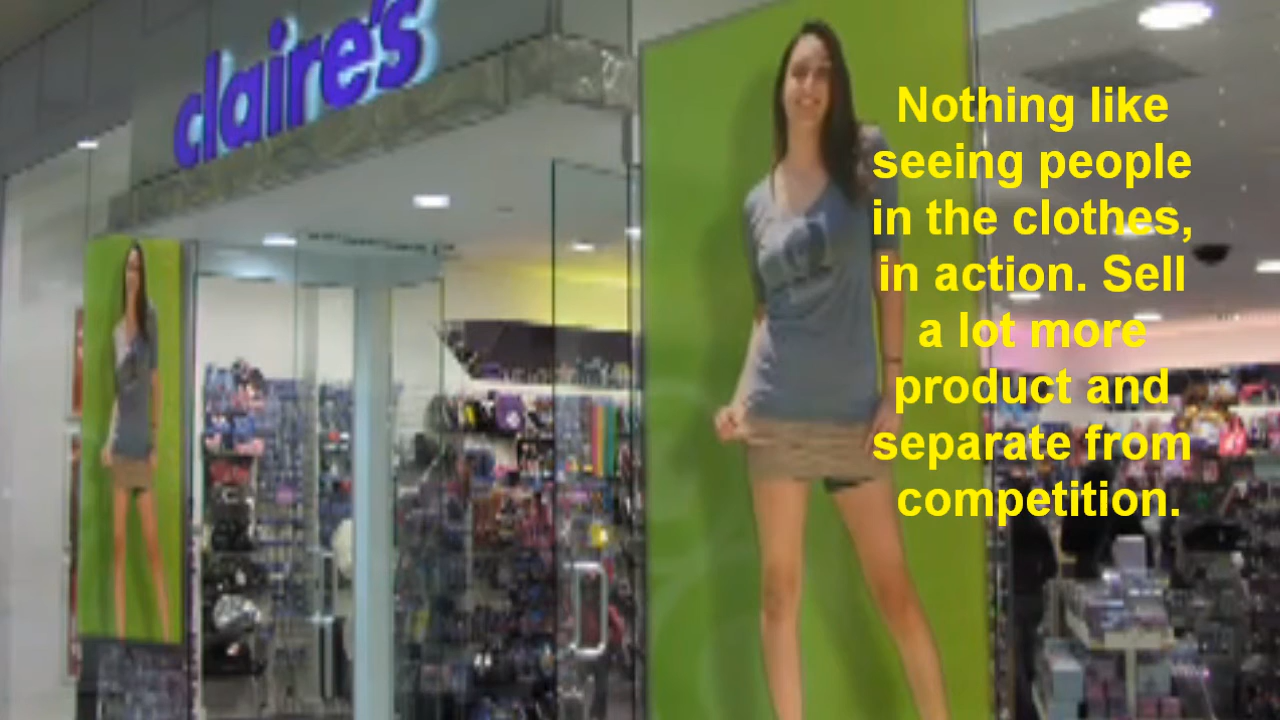 claire's
Nothing like
seeing people
in the clothes,
in action. Sell
a lot more
product and
separate from
competition.